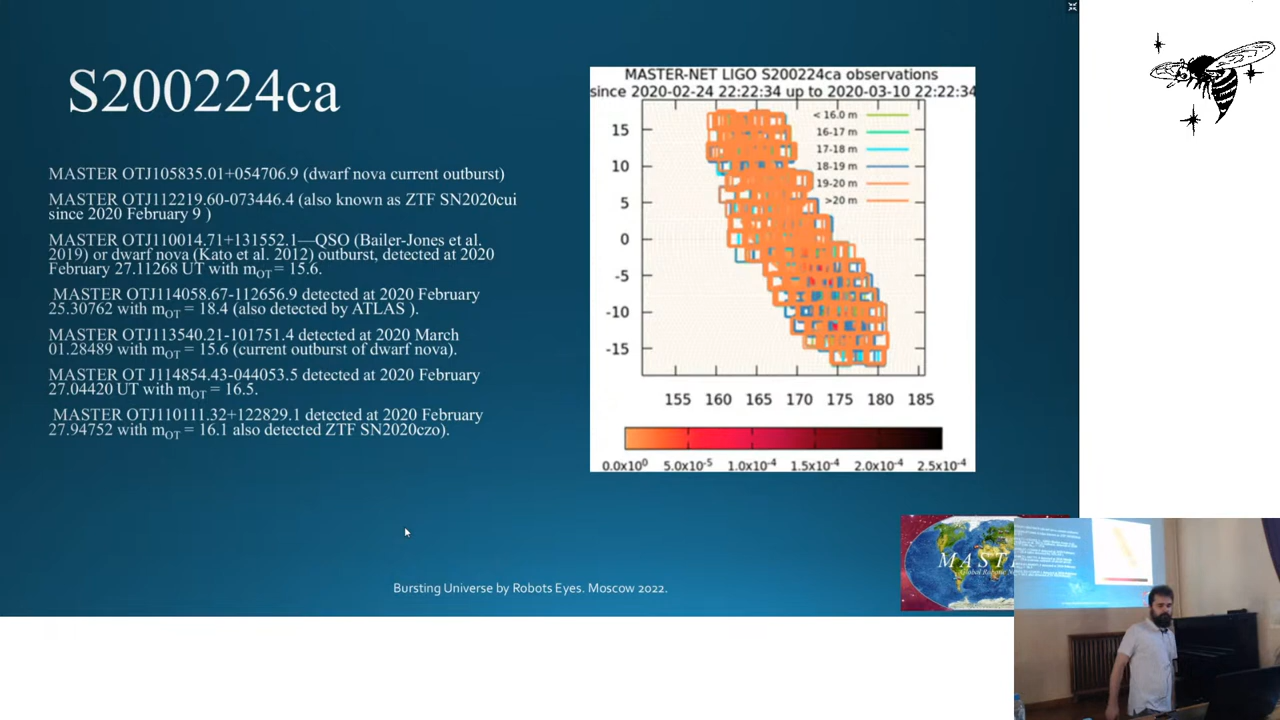 S200224ca
MASTER OTJ105835.01+054706.9 (dwarf nova current outburst)
MASTER OTJ112219.60-073446.4 (also known as ZTF SN2020cui
since 2020 February 9 )
MASTER OTJ110014.71+131552.1—QSO (Bailer-Jones et al.
2019) or dwarf nova (Kato et al. 2012) outburst, detected at 2020
February 27.11268 UT with mOT = 15.6.
MASTER OTJ114058.67-112656.9 detected at 2020 February
25.30762 with mOT = 18.4 (also detected by ATLAS ).
MASTER OTJ113540.21-101751.4 detected at 2020 March
01.28489 with mOT = 15.6 (current outburst of dwarf nova).
MASTER OT J114854.43-044053.5 detected at 2020 February
27.04420 UT with mOT = 16.5.
MASTER OTJ110111.32+122829.1 detected at 2020 February
27.94752 with mOT = 16.1 also detected ZTF SN2020czo).
MASTER-NET LIGO S200224ca observations
since 2020-02-24 22:22:34 up to 2020-03-10 22:22:34
< 16.0 m
16-17 m
17-18 m
18-19 m
19-20 m
>20 m
15
10
5
0
-5
-10
-15
155 160 165 170 175 180 185
0.0x10⁰ 5.0x10⁻⁵ 1.0x10⁻⁴ 1.5x10⁻⁴ 2.0x10⁻⁴ 2.5x10⁻⁴
Bursting Universe by Robots Eyes. Moscow 2022.
MAST
Global Robotic